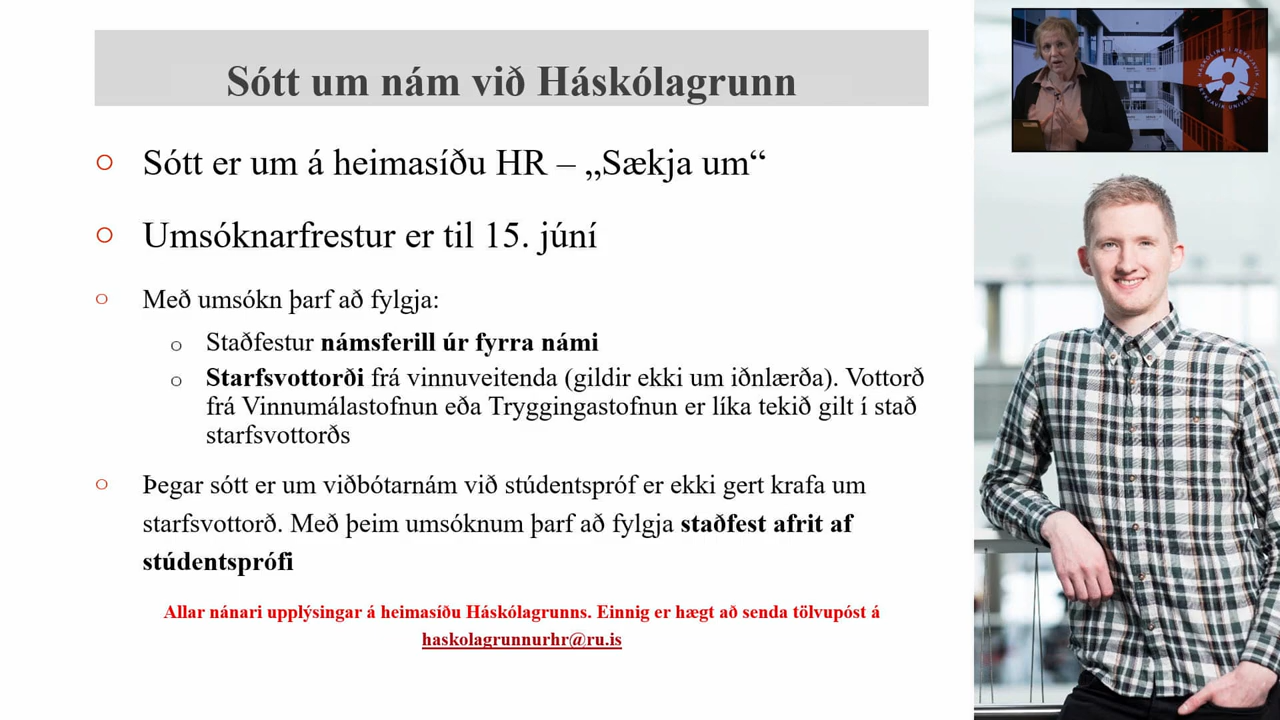 Sótt um nám við Háskólagrunn
Sótt er um á heimasíðu HR – „Sækja um“
Umsóknarfrestur er til 15. júní
Með umsókn þarf að fylgja:
Staðfestur námsferill úr fyrra námi
Starfsvottorði frá vinnuveitenda (gildir ekki um iðnlærða). Vottorð
frá Vinnumálastofnun eða Tryggingastofnun er líka tekið gilt í stað
starfsvottorðs
Þegar sótt er um viðbótarnám við stúdentspróf er ekki gert krafa um
starfsvottorð. Með þeim umsóknum þarf að fylgja staðfest afrit af
stúdentsprófi
Allar nánari upplýsingar á heimasíðu Háskólagrunns. Einnig er hægt að senda tölvupóst á
haskolagrunnurhr@ru.is
HÁSKÓLINN Í REYKJAVÍK
REYKJAVIK UNIVERSITY